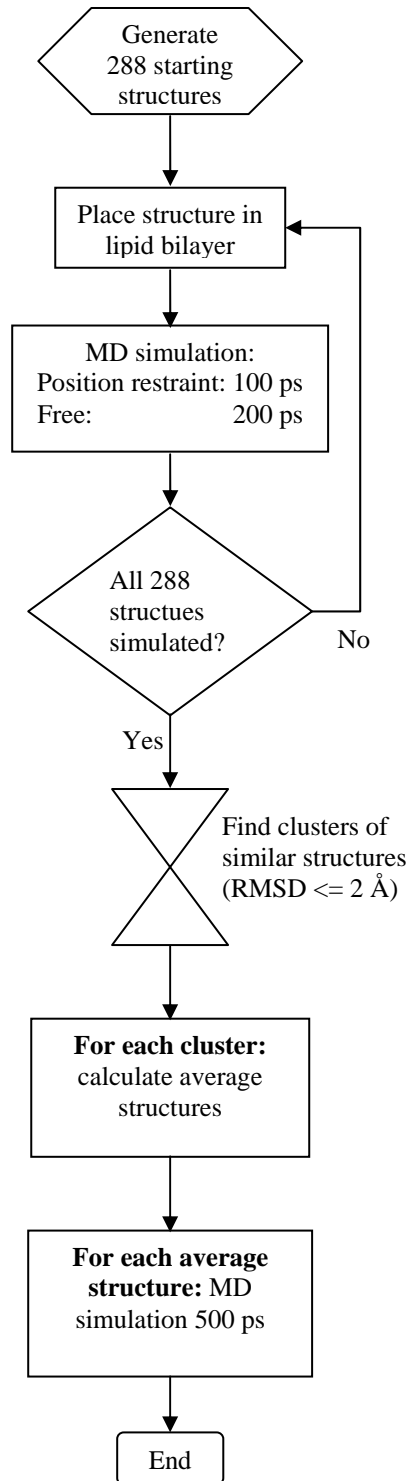 Generate
288 starting
structures
Place structure in
lipid bilayer
MD simulation:
Position restraint: 100 ps
Free: 200 ps
All 288
structues
simulated?
No
Yes
Find clusters of
similar structures
(RMSD <= 2 Å)
For each cluster:
calculate average
structures
For each average
structure: MD
simulation 500 ps
End